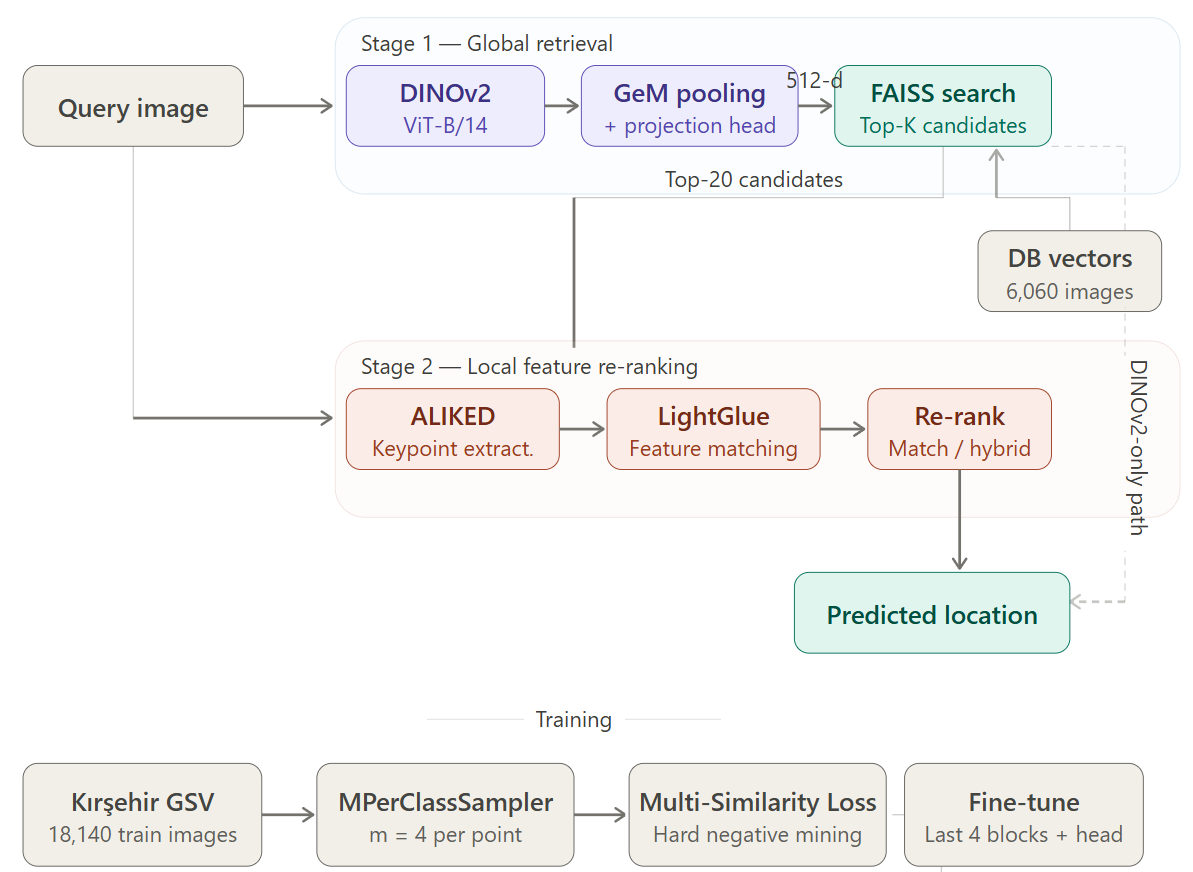 Stage 1 — Global retrieval
Query image
DINOv2
ViT-B/14
GeM pooling
+ projection head
512-d
FAISS search
Top-K candidates
Top-20 candidates
DB vectors
6,060 images
DINOv2-only path
Stage 2 — Local feature re-ranking
ALIKED
Keypoint extract.
LightGlue
Feature matching
Re-rank
Match / hybrid
Predicted location
Training
Kırşehir GSV
18,140 train images
MPerClassSampler
m = 4 per point
Multi-Similarity Loss
Hard negative mining
Fine-tune
Last 4 blocks + head